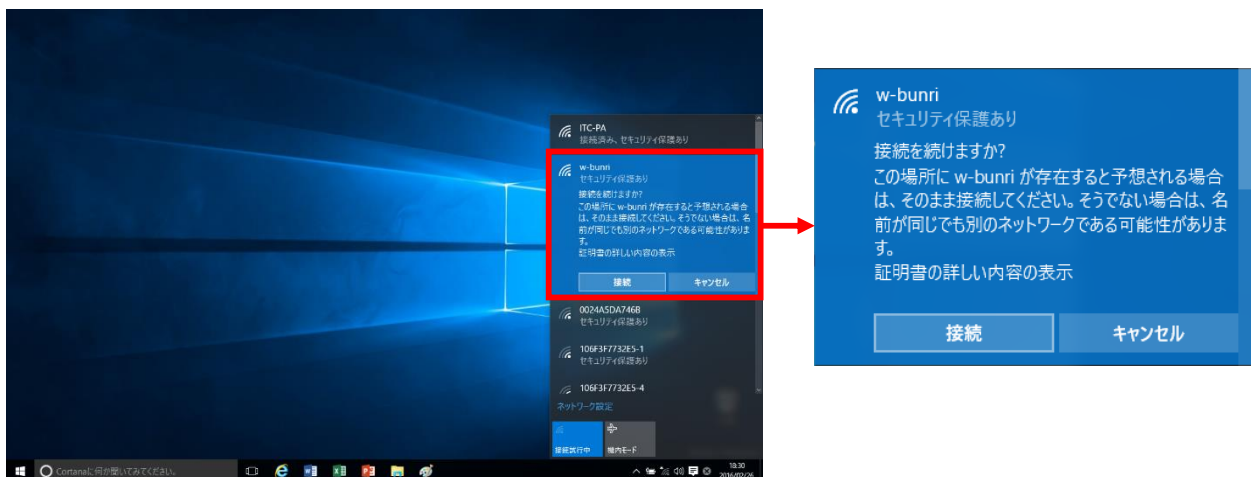 ITC-PA
接続済み、セキュリティ保護あり
w-bunri
セキュリティ保護あり
接続を続けますか?
この場所に w-bunri が存在すると予想される場合
は、そのまま接続してください。そうでない場合は、名
前が同じでも別のネットワークである可能性がありま
す。
証明書の詳しい内容の表示
接続
キャンセル
0024A5DA746B
セキュリティ保護あり
106F3F7732E5-1
セキュリティ保護あり
106F3F7732E5-4
ネットワーク設定
接続試行中
機内モード
Cortanaに何か聞いてみてください。
18:30
2016/02/26
w-bunri
セキュリティ保護あり
接続を続けますか?
この場所に w-bunri が存在すると予想される場合
は、そのまま接続してください。そうでない場合は、名
前が同じでも別のネットワークである可能性がありま
す。
証明書の詳しい内容の表示
接続
キャンセル